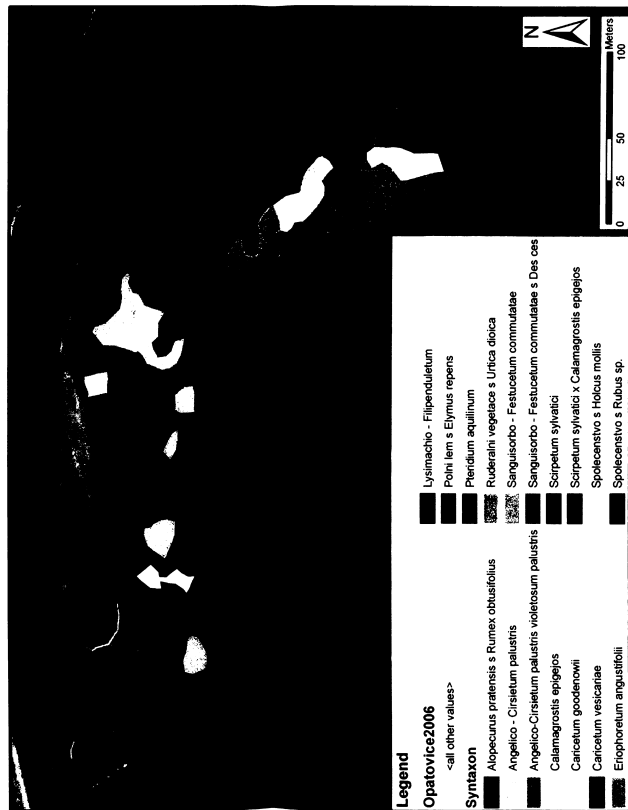 N
Meters
0 25 50 100
Legend
Opatovice2006
<all other values>
Syntaxon
Alopecurus pratensis s Rumex obtusifolius
Angelico - Cirsietum palustris
Angelico-Cirsietum palustris violetosum palustris
Calamagrostis epigejos
Caricetum goodenowii
Caricetum vesicariae
Eriophoretum angustifolii
Lysimachio - Filipenduletum
Polni lem s Elymus repens
Pteridium aquilinum
Ruderalni vegetace s Urtica dioica
Sanguisorbo - Festucetum commutatae
Sanguisorbo - Festucetum commutatae s Des ces
Scirpetum sylvatici
Scirpetum sylvatici x Calamagrostis epigejos
Spolecenstvo s Holcus mollis
Spolecenstvo s Rubus sp.